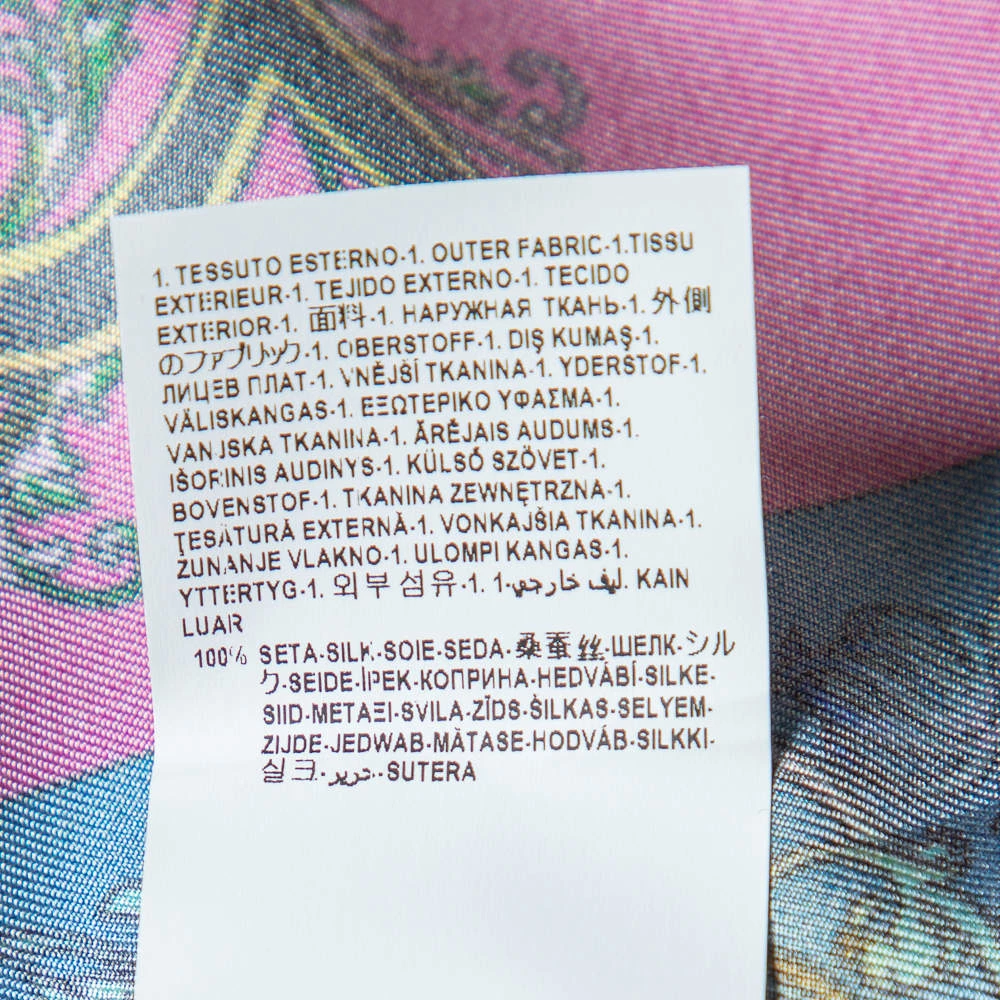 1. TESSUTO ESTERNO-1. OUTER FABRIC-1.TISSU
EXTERIEUR-1. TEJIDO EXTERNO-1. TECIDO
EXTERIOR-1. 面料-1. НАРУЖНАЯ ТКАНЬ-1. 外側
のファブリック-1. OBERSTOFF-1. DIŞ KUMAŞ-1.
ЛИЦЕВ ПЛАТ-1. VNĚJŠÍ TKANINA-1. YDERSTOF-1.
VÄLISKANGAS-1. ΕΞΩΤΕΡΙΚΟ ΥΦΑΣΜΑ-1.
VANJSKA TKANINA-1. ĀRĒJAIS AUDUMS-1.
IŠORINIS AUDINYS-1. KÜLSŐ SZÖVET-1.
BOVENSTOF-1. TKANINA ZEWNĘTRZNA-1.
ŢESĂTURĂ EXTERNĂ-1. VONKAJŠIA TKANINA-1.
ZUNANJE VLAKNO-1. ULOMPI KANGAS-1.
YTTERTYG-1. 외부 섬유-1. 1-ليف خارجي. KAIN
LUAR
100% SETA-SILK-SOIE-SEDA-桑蚕丝-ШЕЛК-シル
ク-SEIDE-İPEK-КОПРИНА-HEDVÁBÍ-SILKE-
SIID-ΜΕΤΑΞΙ-SVILA-ZĪDS-ŠILKAS-SELYEM-
ZIJDE-JEDWAB-MĂTASE-HODVÁB-SILKKI-
실크-حرير-SUTERA